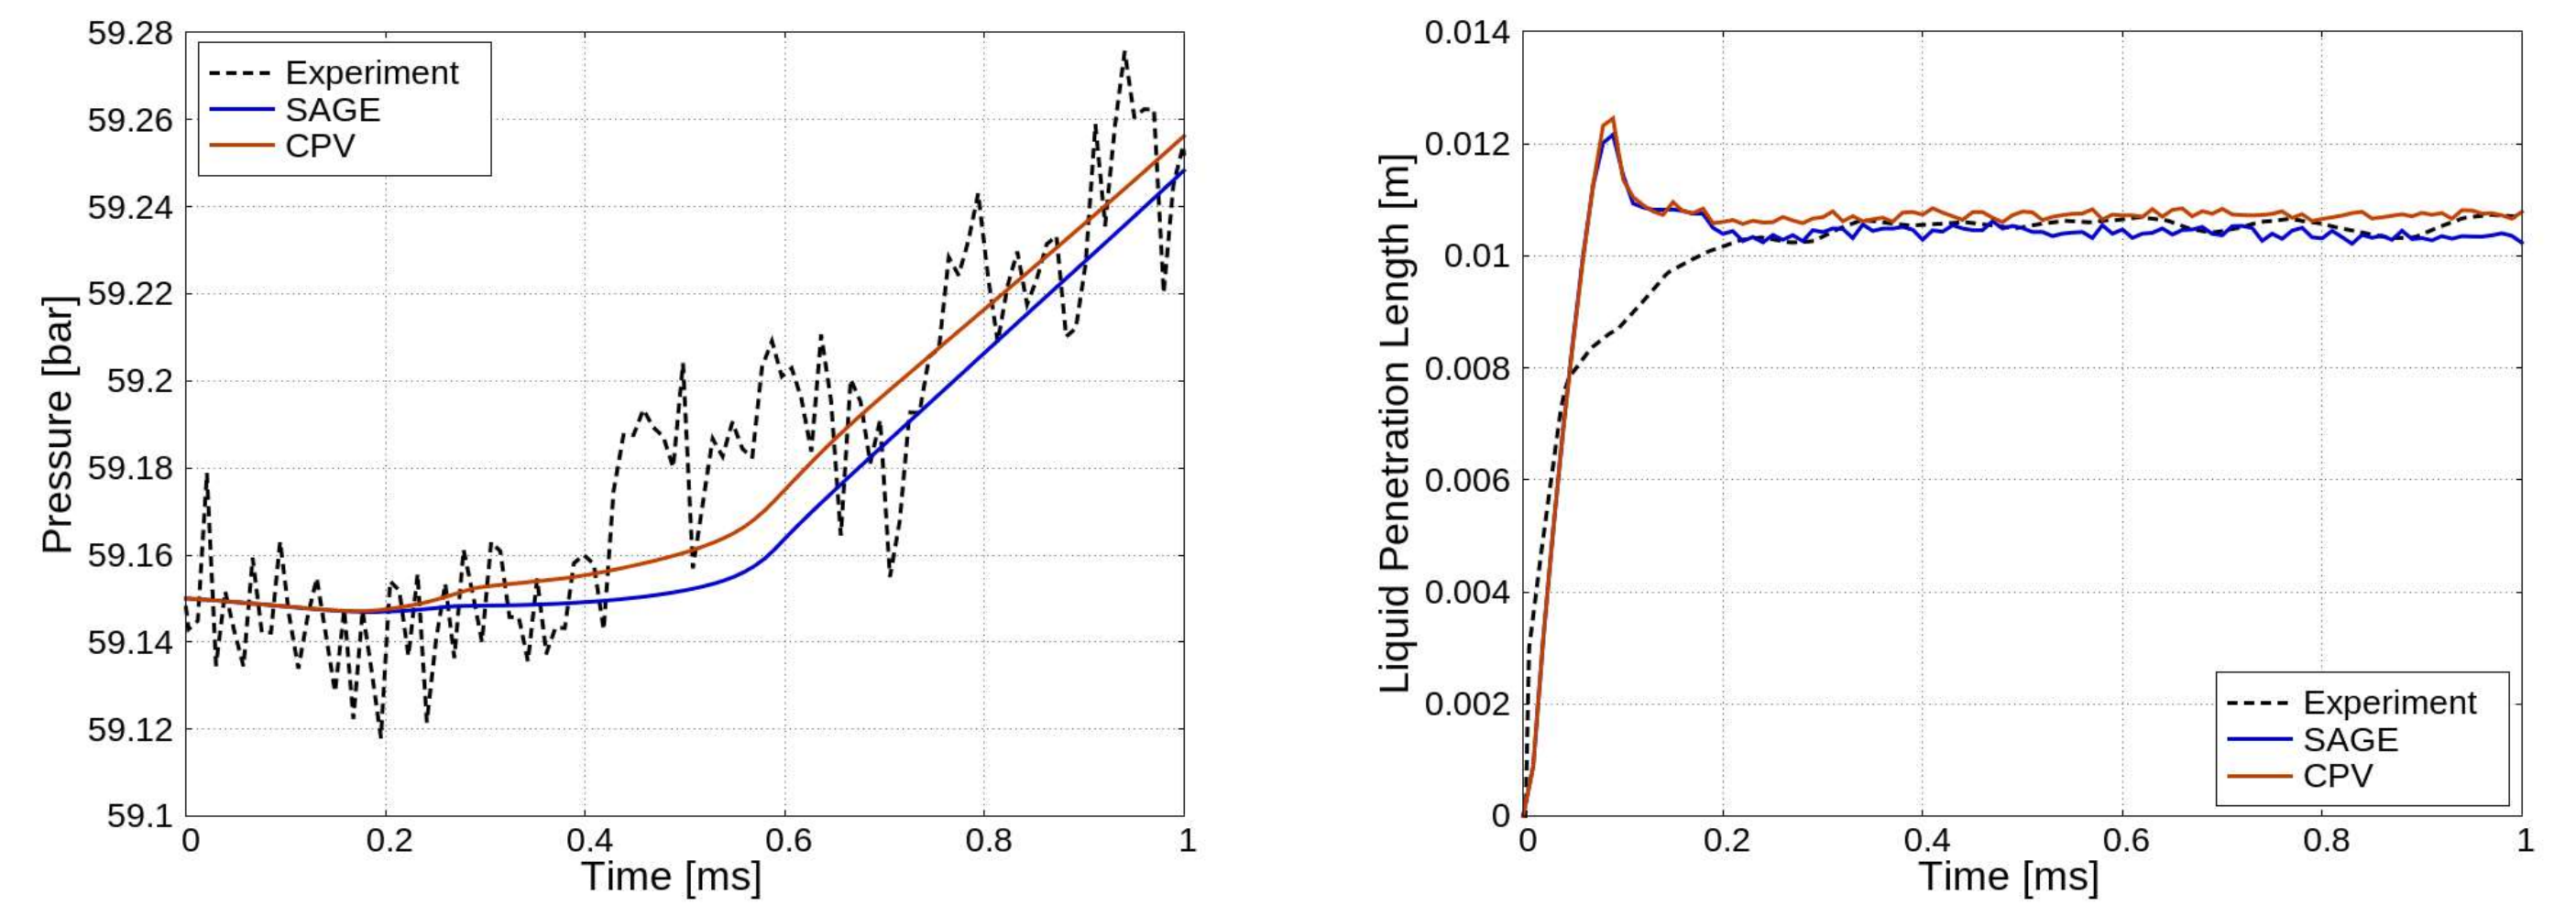 59.28
59.26
59.24
59.22
59.2
59.18
59.16
59.14
59.12
59.1
Pressure [bar]
Experiment
SAGE
CPV
0 0.2 0.4 0.6 0.8 1
Time [ms]
0.014
0.012
0.01
0.008
0.006
0.004
0.002
0
Liquid Penetration Length [m]
Experiment
SAGE
CPV
0 0.2 0.4 0.6 0.8 1
Time [ms]